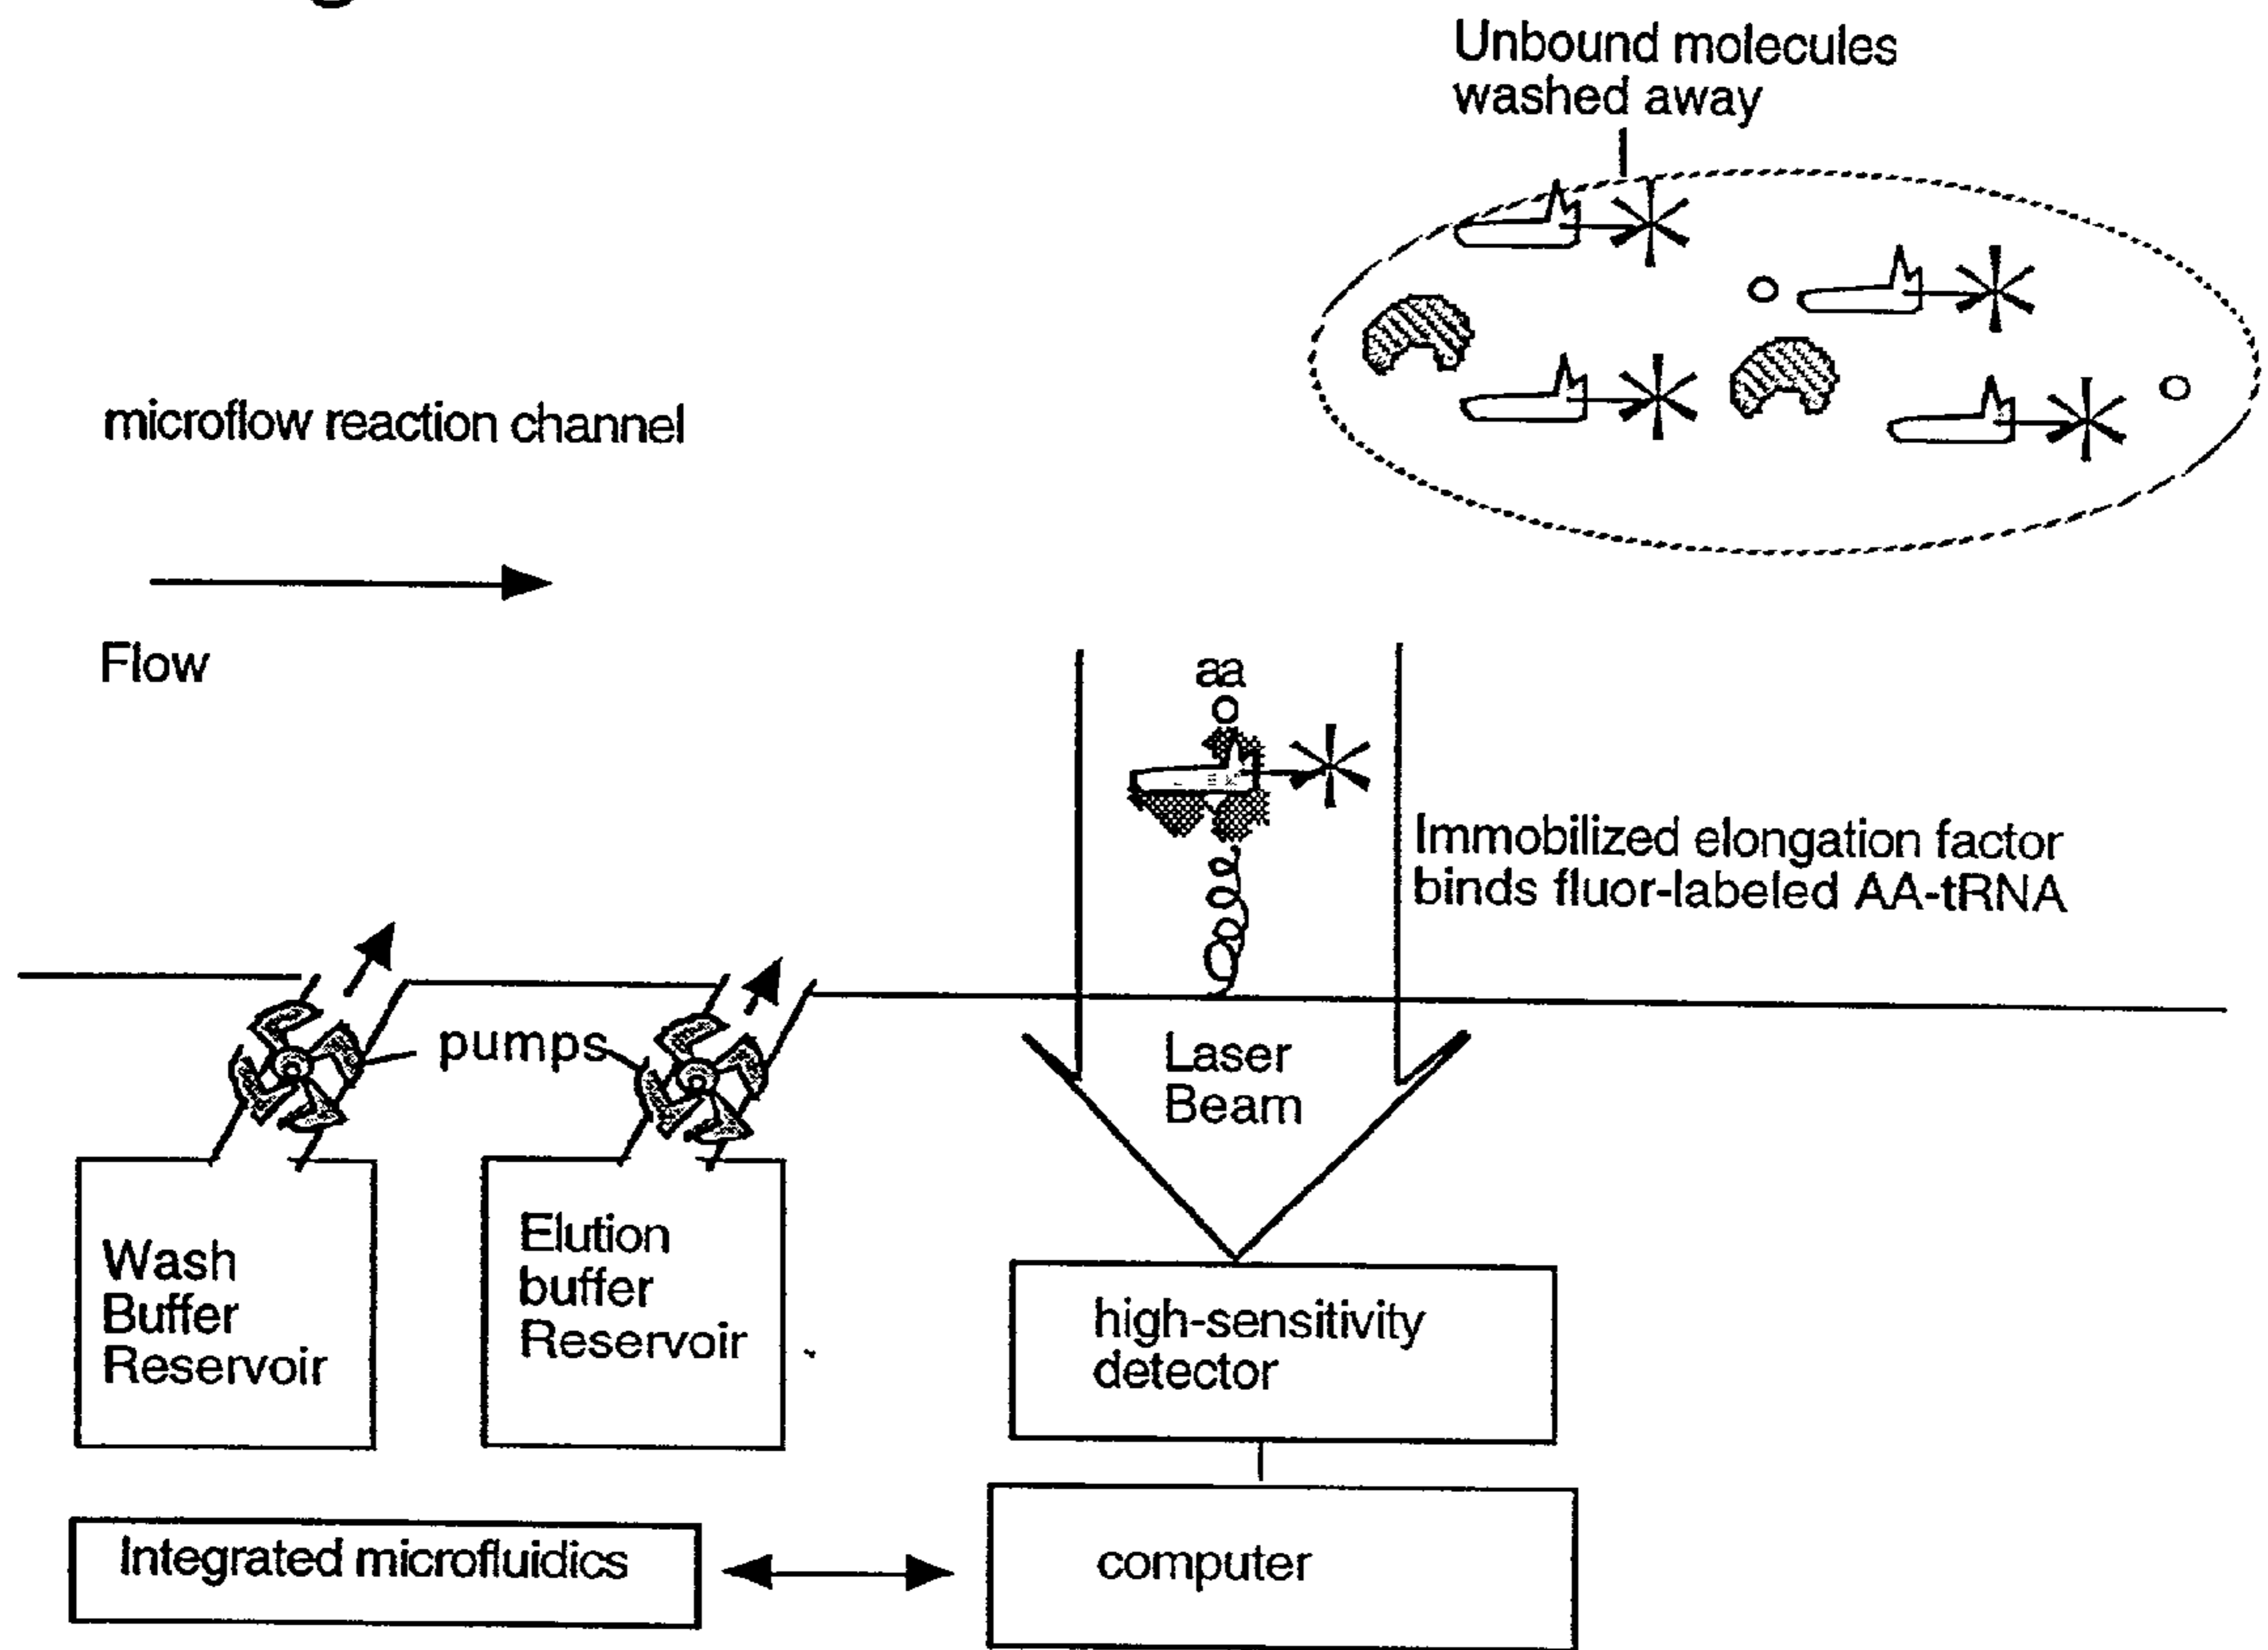 Unbound molecules
washed away
microflow reaction channel
Flow
aa
Immobilized elongation factor
binds fluor-labeled AA-tRNA
pumps
Laser
Beam
Wash
Buffer
Reservoir
Elution
buffer
Reservoir
high-sensitivity
detector
Integrated microfluidics
computer